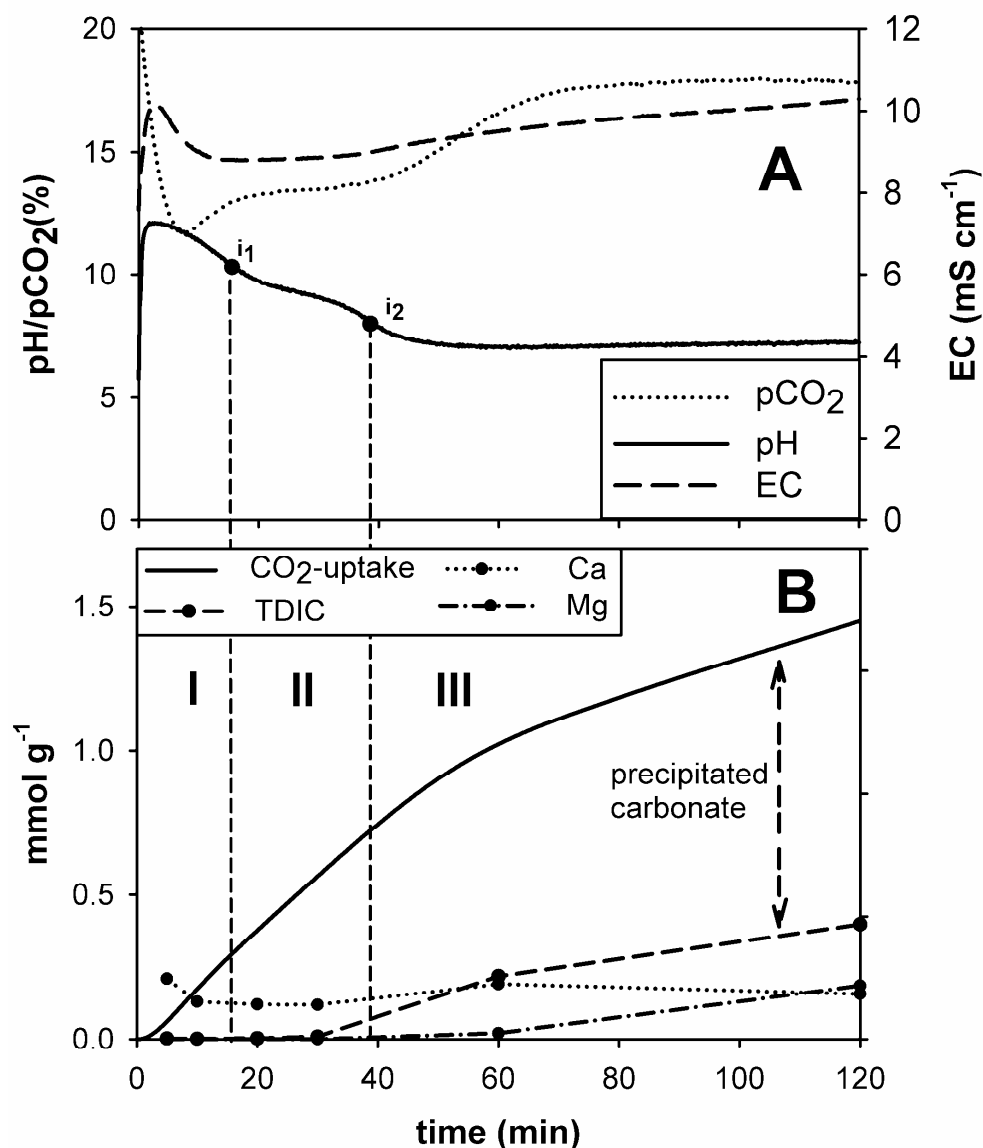 20
15
10
5
0
pH/pCO2(%)
12
10
8
6
4
2
0
EC (mS cm-1)
A
i1
i2
pCO2
pH
EC
CO2-uptake
Ca
TDIC
Mg
B
I
II
III
precipitated
carbonate
1.5
1.0
0.5
0.0
mmol g-1
0 20 40 60 80 100 120
time (min)